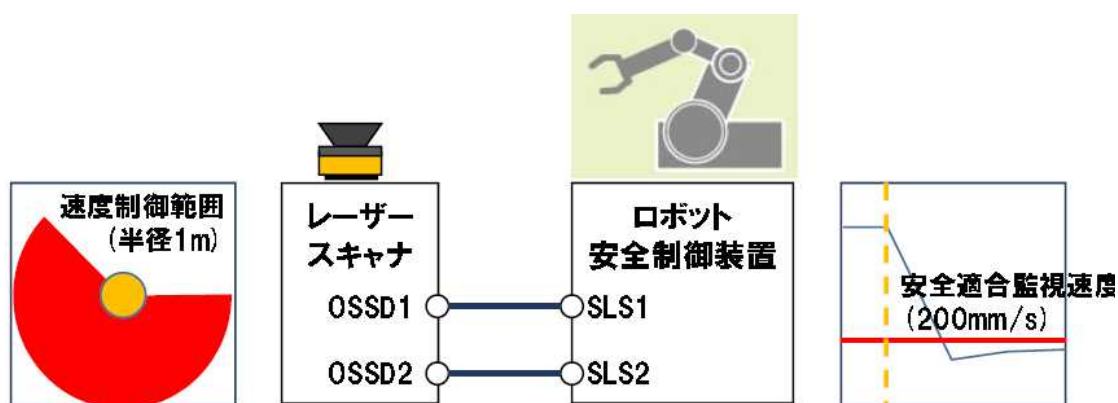 速度制御範囲
(半径1m)
レーザー
スキャナ
OSSD1
OSSD2
ロボット
安全制御装置
SLS1
SLS2
安全適合監視速度
(200mm/s)